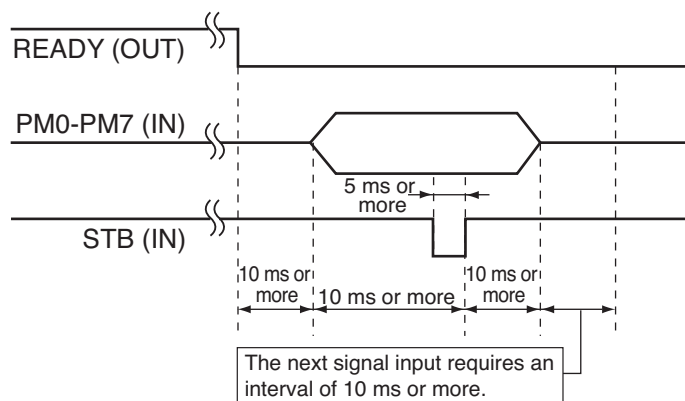 READY (OUT)
PM0-PM7 (IN)
5 ms or
more
STB (IN)
10 ms or
more
10 ms or more
10 ms or
more
The next signal input requires an
interval of 10 ms or more.